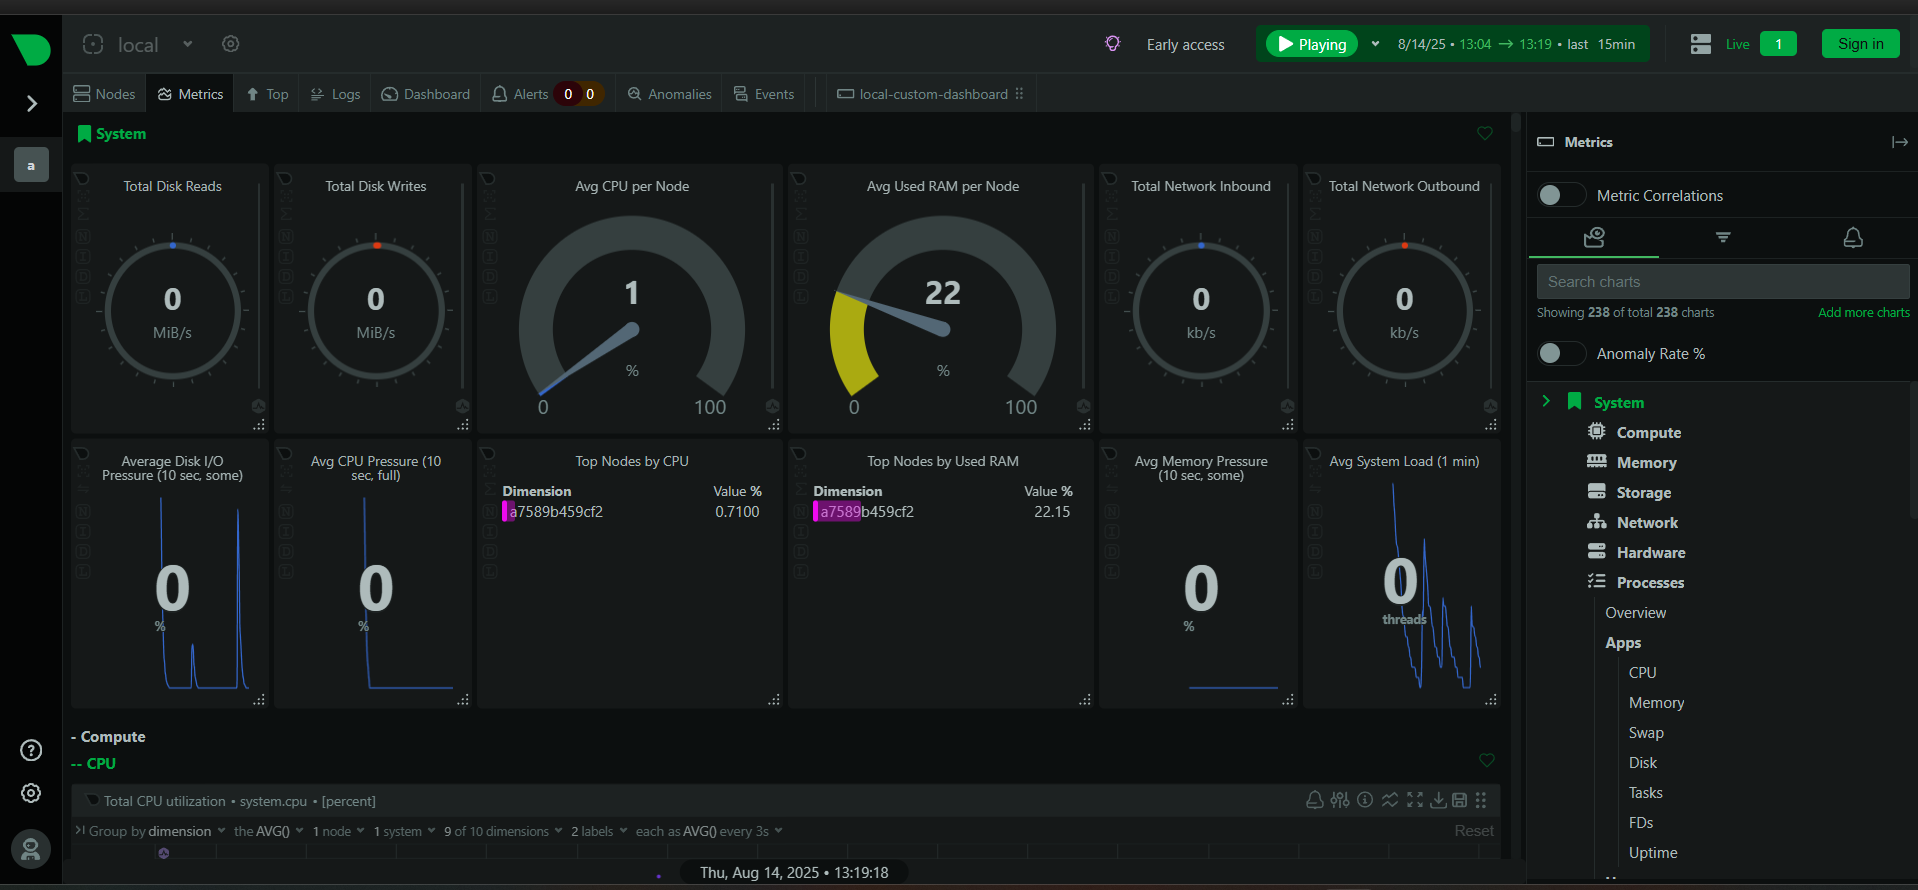 local
Early access
Playing
8/14/25 • 13:04 → 13:19 • last 15min
Live
1
Sign in
Nodes
Metrics
Top
Logs
Dashboard
Alerts
0
0
Anomalies
Events
local-custom-dashboard
a
System
Total Disk Reads
0
MiB/s
Total Disk Writes
0
MiB/s
Avg CPU per Node
1
%
0
100
Avg Used RAM per Node
22
%
0
100
Total Network Inbound
0
kb/s
Total Network Outbound
0
kb/s
Average Disk I/O
Pressure (10 sec, some)
0
%
Avg CPU Pressure (10
sec, full)
0
%
Top Nodes by CPU
Dimension Value %
a7589b459cf2 0.7100
Top Nodes by Used RAM
Dimension Value %
a7589b459cf2 22.15
Avg Memory Pressure
(10 sec, some)
0
%
Avg System Load (1 min)
0
threads
- Compute
-- CPU
Total CPU utilization • system.cpu • [percent]
Group by dimension the AVG() 1 node 1 system 9 of 10 dimensions 2 labels each as AVG() every 3s
Reset
Thu, Aug 14, 2025 • 13:19:18
Metrics
Metric Correlations
Search charts
Showing 238 of total 238 charts
Add more charts
Anomaly Rate %
System
Compute
Memory
Storage
Network
Hardware
Processes
Overview
Apps
CPU
Memory
Swap
Disk
Tasks
FDs
Uptime